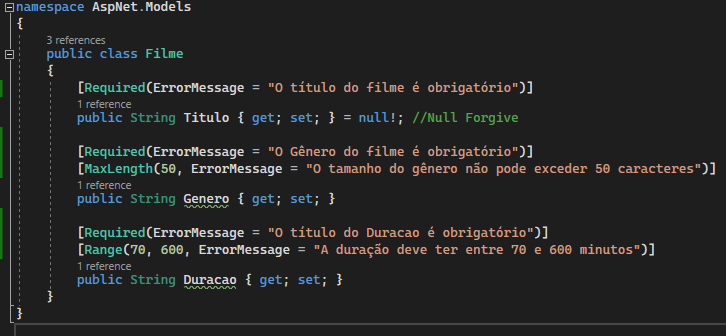 namespace AspNet.Models
{
3 references
public class Filme
{
[Required(ErrorMessage = "O título do filme é obrigatório")]
1 reference
public String Titulo { get; set; } = null!; //Null Forgive
[Required(ErrorMessage = "O Gênero do filme é obrigatório")]
[MaxLength(50, ErrorMessage = "O tamanho do gênero não pode exceder 50 caracteres")]
1 reference
public String Genero { get; set; }
[Required(ErrorMessage = "O título do Duracao é obrigatório")]
[Range(70, 600, ErrorMessage = "A duração deve ter entre 70 e 600 minutos")]
1 reference
public String Duracao { get; set; }
}
}